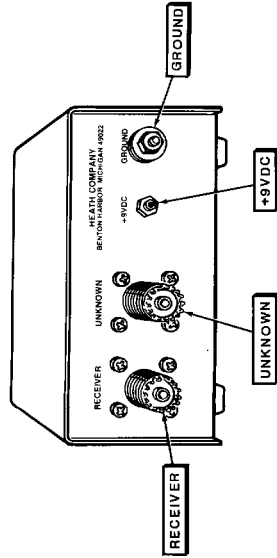 HEATH COMPANY
BENTON HARBOR MICHIGAN 49022
RECEIVER
UNKNOWN
+9VDC
GROUND
RECEIVER
UNKNOWN
+9VDC
GROUND